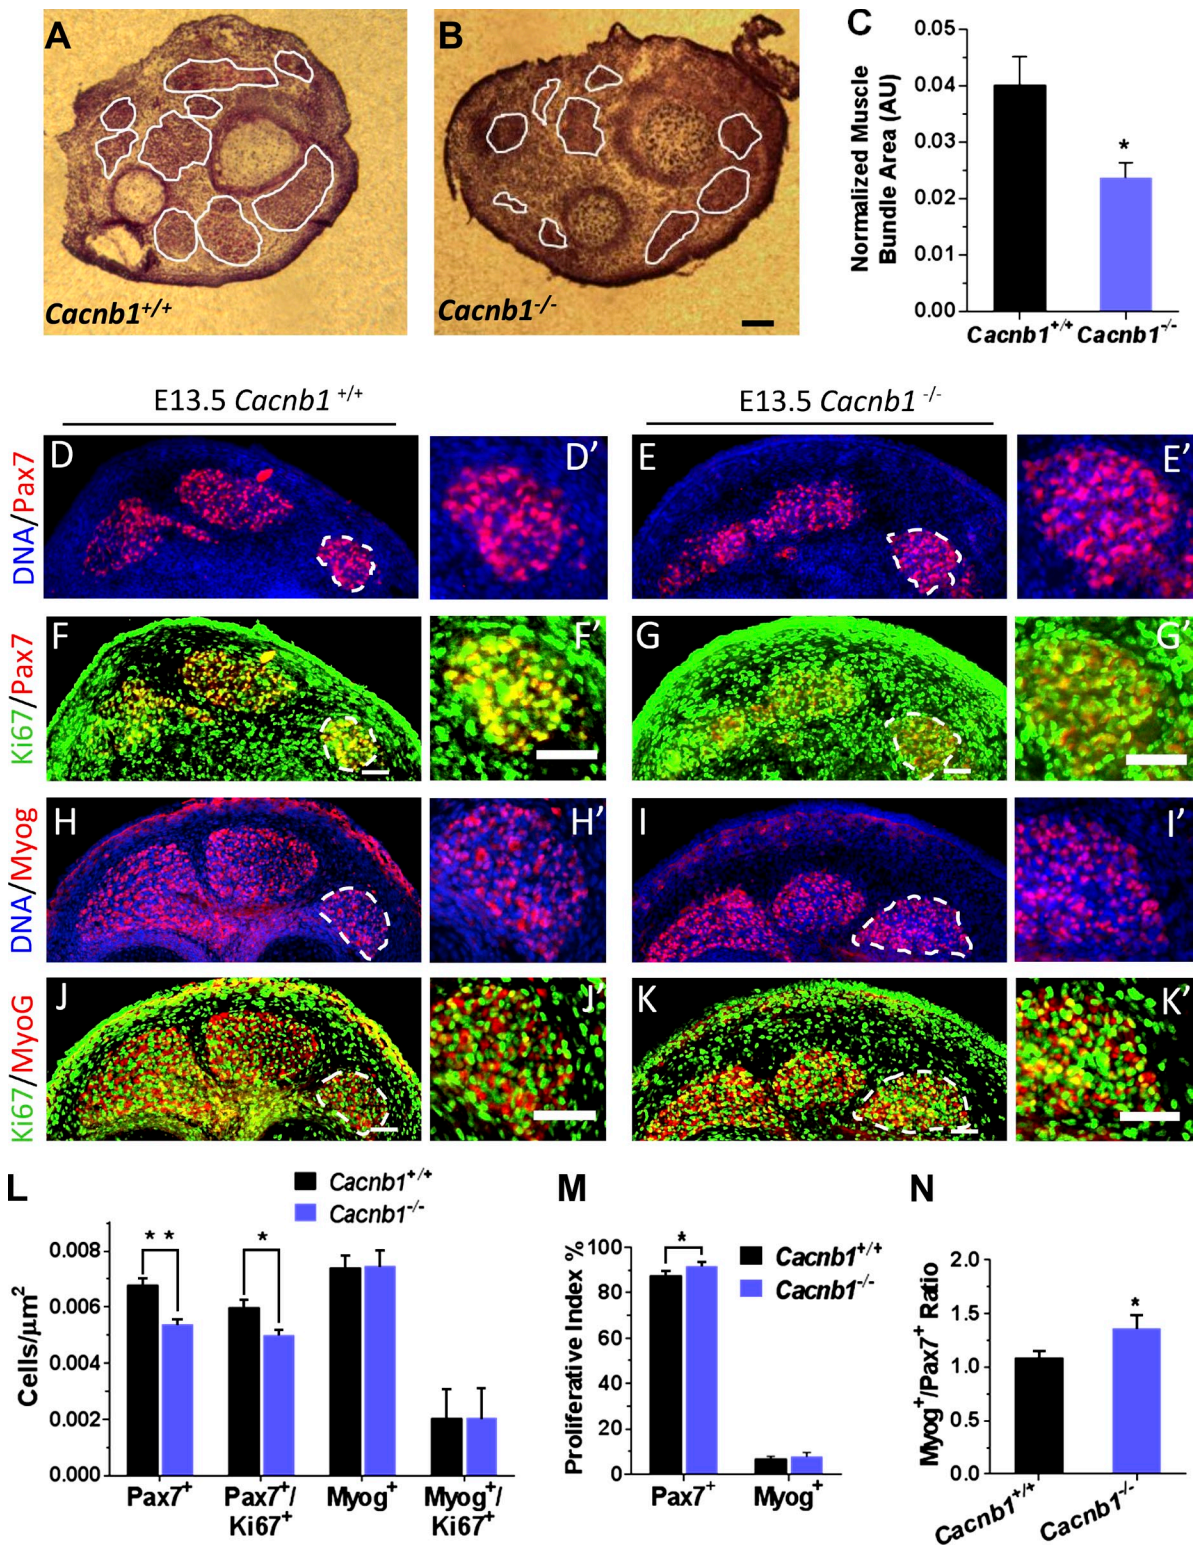 A
Cacnb1+/+
B
Cacnb1-/-
C
Normalized Muscle
Bundle Area (AU)
0.05
0.04
0.03
0.02
0.01
0.00
*
Cacnb1+/+ Cacnb1-/-
E13.5 Cacnb1 +/+
E13.5 Cacnb1 -/-
DNA/Pax7
D
D'
E
E'
Ki67/Pax7
F
F'
G
G'
DNA/Myog
H
H'
I
I'
Ki67/MyoG
J
J'
K
K'
L
Cacnb1+/+
Cacnb1-/-
Cells/μm2
0.008
0.006
0.004
0.002
0.000
* *
*
Pax7+
Pax7+/
Ki67+
Myog+
Myog+/
Ki67+
M
Proliferative Index %
100
80
60
40
20
0
*
Cacnb1+/+
Cacnb1-/-
Pax7+
Myog+
N
Myog+/Pax7+ Ratio
2.0
1.5
1.0
0.5
0.0
*
Cacnb1+/+
Cacnb1-/-